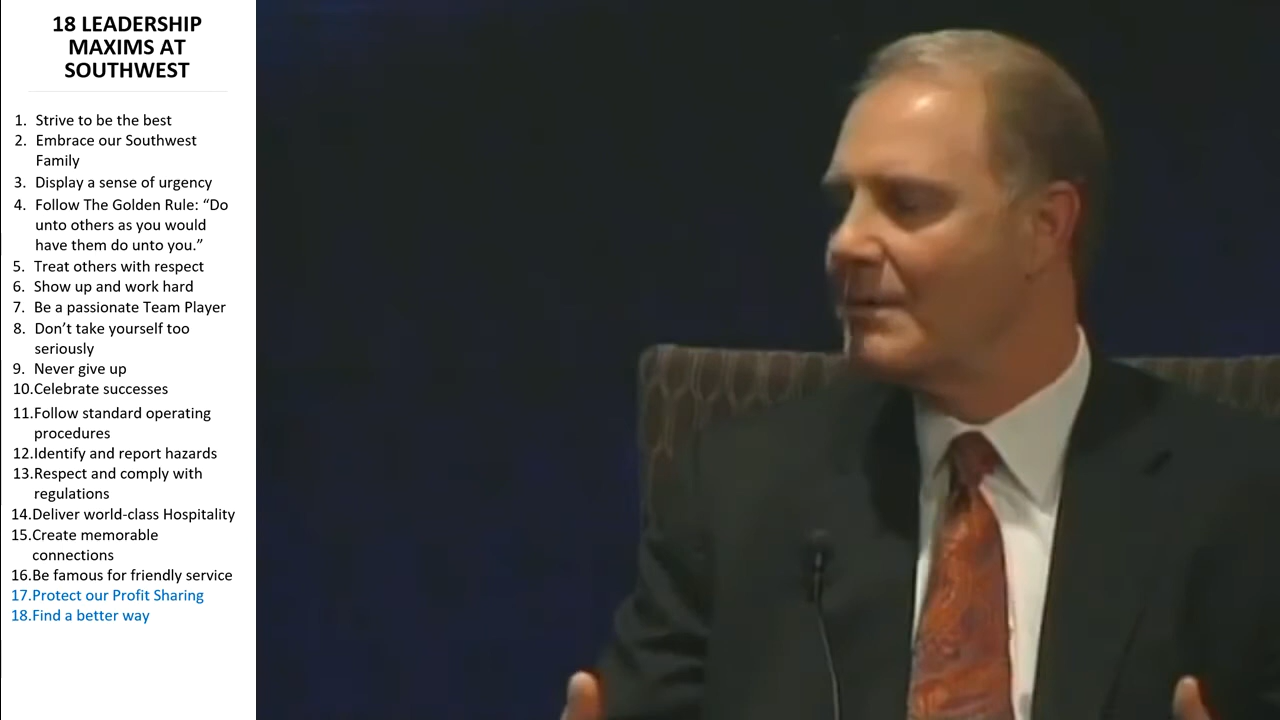 18 LEADERSHIP
MAXIMS AT
SOUTHWEST
1. Strive to be the best
2. Embrace our Southwest
Family
3. Display a sense of urgency
4. Follow The Golden Rule: “Do
unto others as you would
have them do unto you.”
5. Treat others with respect
6. Show up and work hard
7. Be a passionate Team Player
8. Don’t take yourself too
seriously
9. Never give up
10.Celebrate successes
11.Follow standard operating
procedures
12.Identify and report hazards
13.Respect and comply with
regulations
14.Deliver world-class Hospitality
15.Create memorable
connections
16.Be famous for friendly service
17.Protect our Profit Sharing
18.Find a better way